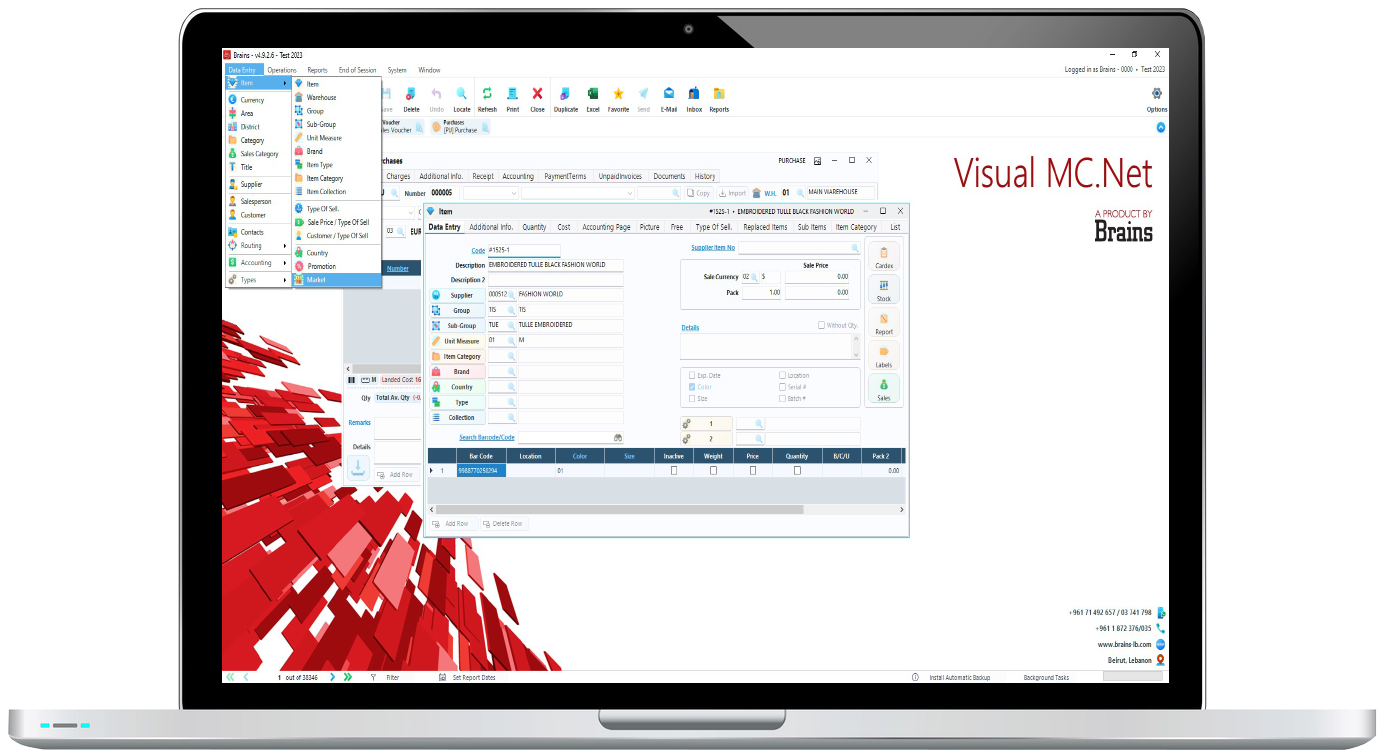 Brains - v4.9.2.6 - Test 2023
Data Entry Operations Reports End of Session System Window
Logged in as Brains - 0000 • Test 2023
Item
Currency
Area
District
Category
Sales Category
Title
Supplier
Salesperson
Customer
Contacts
Routing
Accounting
Types
Item
Warehouse
Group
Sub-Group
Unit Measure
Brand
Item Type
Item Category
Item Collection
Type Of Sell.
Sale Price / Type Of Sell
Customer / Type Of Sell
Country
Promotion
Market
Delete Undo Locate Refresh Print Close Duplicate Excel Favorite Send E-Mail Inbox Reports
Options
Voucher
les Voucher
Purchases
[PU] Purchase
Visual MC.Net
A PRODUCT BY
Brains
rchases
PURCHASE
Charges Additional Info. Receipt Accounting PaymentTerms UnpaidInvoices Documents History
Number 000005
Copy Import W.H. 01 MAIN WAREHOUSE
03 EUR
Number
Item
#1525-1 • EMBROIDERED TULLE BLACK FASHION WORLD
Data Entry Additional Info. Quantity Cost Accounting Page Picture Free Type Of Sell. Replaced Items Sub Items Item Category List
Code #1525-1
Description EMBROIDERED TULLE BLACK FASHION WORLD
Description 2
Supplier 000512 FASHION WORLD
Group TIS TIS
Sub-Group TUE TULLE EMBROIDERED
Unit Measure 01 M
Item Category
Brand
Country
Type
Collection
Search Barcode/Code
Supplier Item No
Sale Price
Sale Currency 02 $ 0.00
Pack 1.00 0.00
Details
Without Qty.
Exp. Date
Location
Color
Serial #
Size
Batch #
1
2
Cardex
Stock
Report
Labels
Sales
Bar Code Location Color Size Inactive Weight Price Quantity B/C/U Pack 2
1 9988770258294 01 0.00
Add Row Delete Row
M Landed Cost
Qty Total Av. Qty
Remarks
Details
Add Row
+961 71 492 657 / 03 741 798
+961 1 872 376/035
www.brains-lb.com
Beirut, Lebanon
1 out of 38346
Filter
Set Report Dates
Install Automatic Backup
Background Tasks